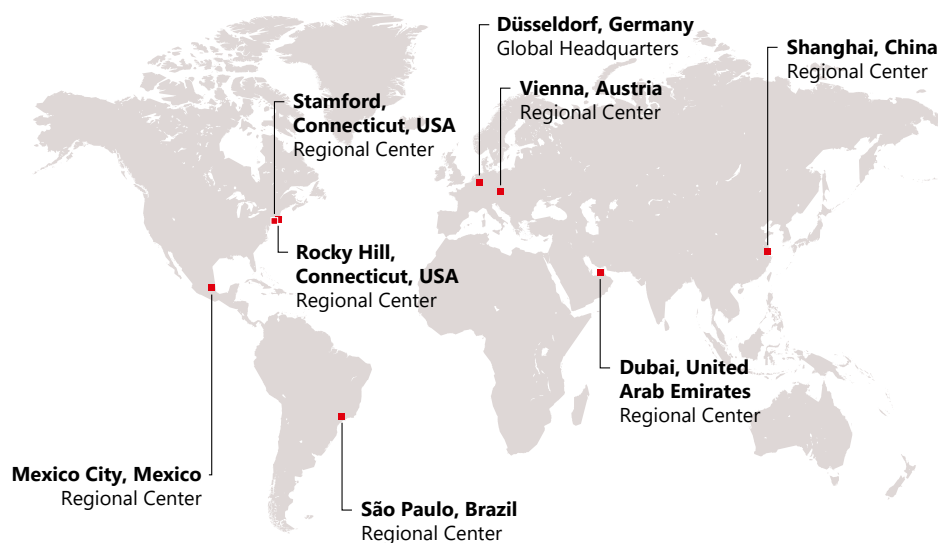 Düsseldorf, Germany
Global Headquarters
Shanghai, China
Regional Center
Vienna, Austria
Regional Center
Stamford,
Connecticut, USA
Regional Center
Rocky Hill,
Connecticut, USA
Regional Center
Dubai, United
Arab Emirates
Regional Center
Mexico City, Mexico
Regional Center
São Paulo, Brazil
Regional Center